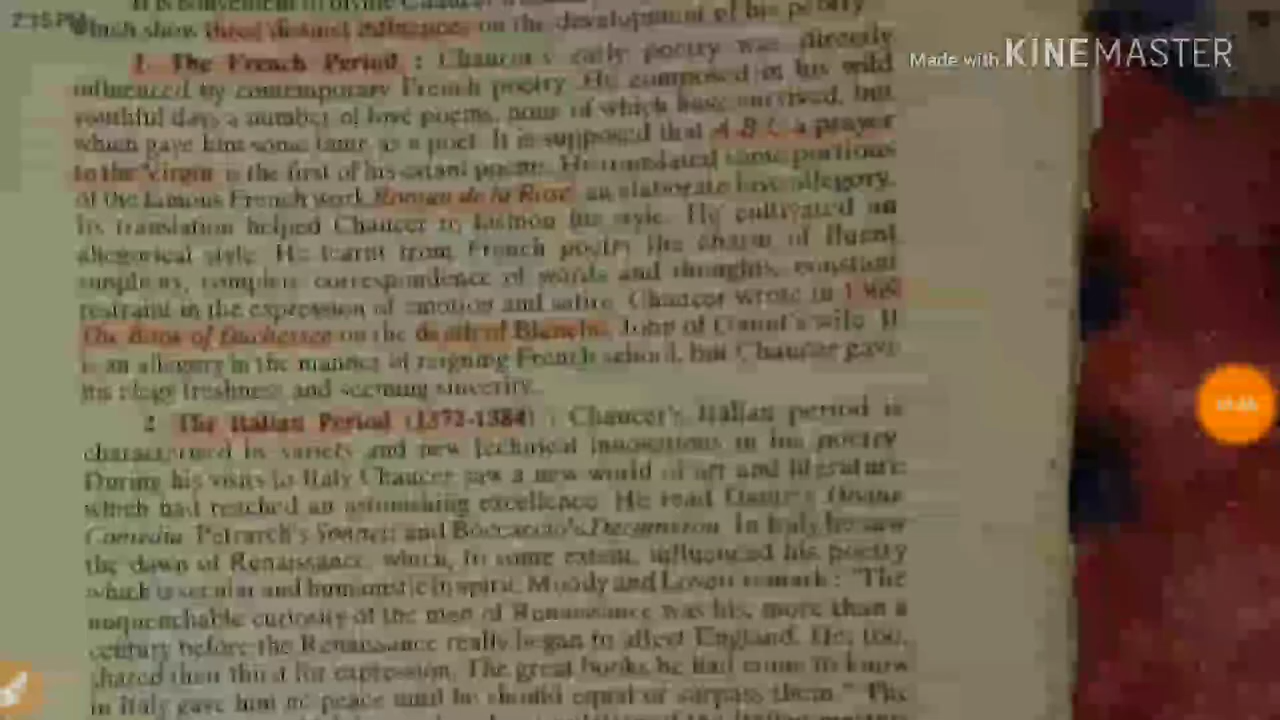 2:15 PM
Made with KINEMASTER
which show three distinct influences on the development of his poetry
1. The French Period : Chaucer's early poetry was directly
influenced by contemporary French poetry. He composed in his wild
youthful days a number of love poems, none of which have survived, but
which gave him some fame as a poet. It is supposed that A B C a prayer
to the Virgin is the first of his extant poems. He translated some portions
of the famous French work Roman de la Rose, an elaborate love allegory.
Its translation helped Chaucer to fashion his style. He cultivated an
allegorical style. He learnt from French poetry the charm of fluent
simplicity, complete correspondence of words and thoughts, constant
restraint in the expression of emotion and satire. Chaucer wrote in
The Book of Duchesse on the death of Blanche, John of Gaunt's wife. It
is an allegory in the manner of reigning French school, but Chaucer gave
his elegy freshness and seeming sincerity.
2 The Italian Period (1372-1384) : Chaucer's Italian period is
characterised by variety and new technical innovations in his poetry.
During his visits to Italy Chaucer saw a new world of art and literature
which had reached an astonishing excellence. He read Dante's Divine
Comedia Petrarch's Sonnets and Boccaccio's Decameron. In Italy he saw
the dawn of Renaissance, which, to some extent, influenced his poetry
which is secular and humanistic in spirit. Moody and Lovett remark : "The
unquenchable curiosity of the men of Renaissance was his, more than a
century before the Renaissance really began to affect England. He, too,
shared their thirst for expression. The great books he had come to know
in Italy gave him no peace until he should equal or surpass them." The